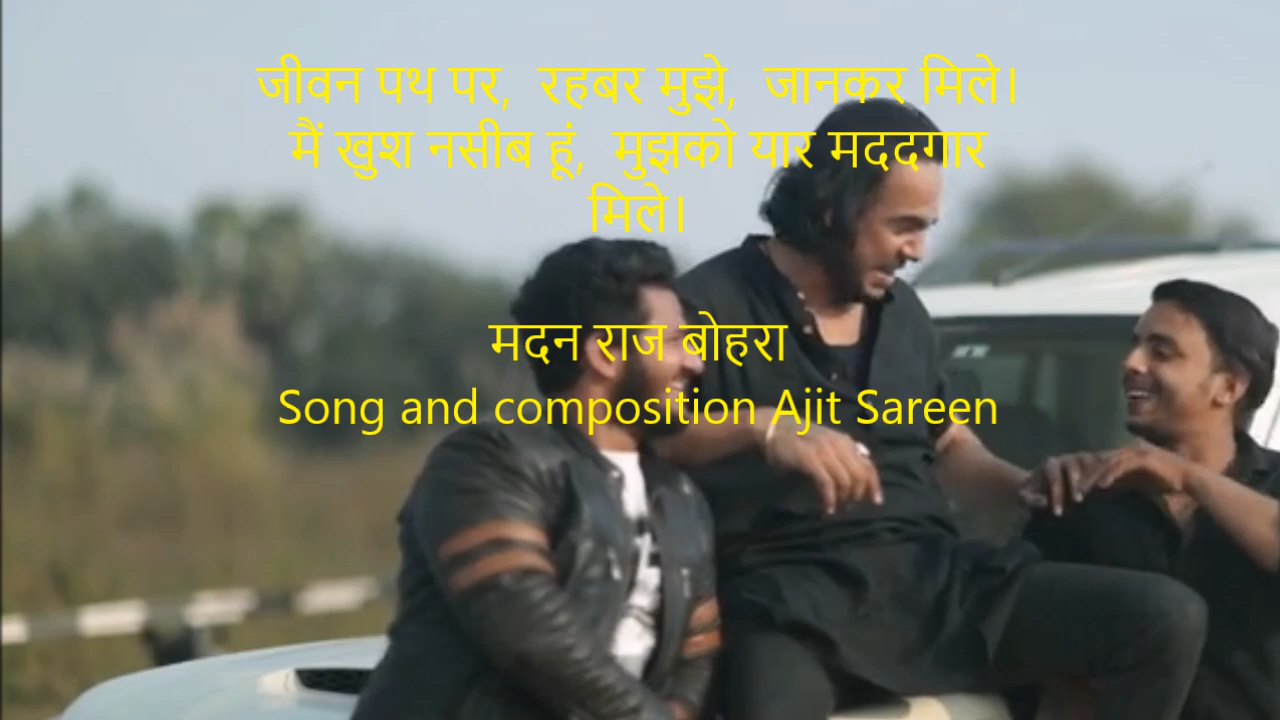 जीवन पथ पर,  रहबर मुझे,  जानकर मिले।
मैं खुश नसीब हूं,  मुझको यार मददगार
मिले।
मदन राज बोहरा
Song and composition Ajit Sareen